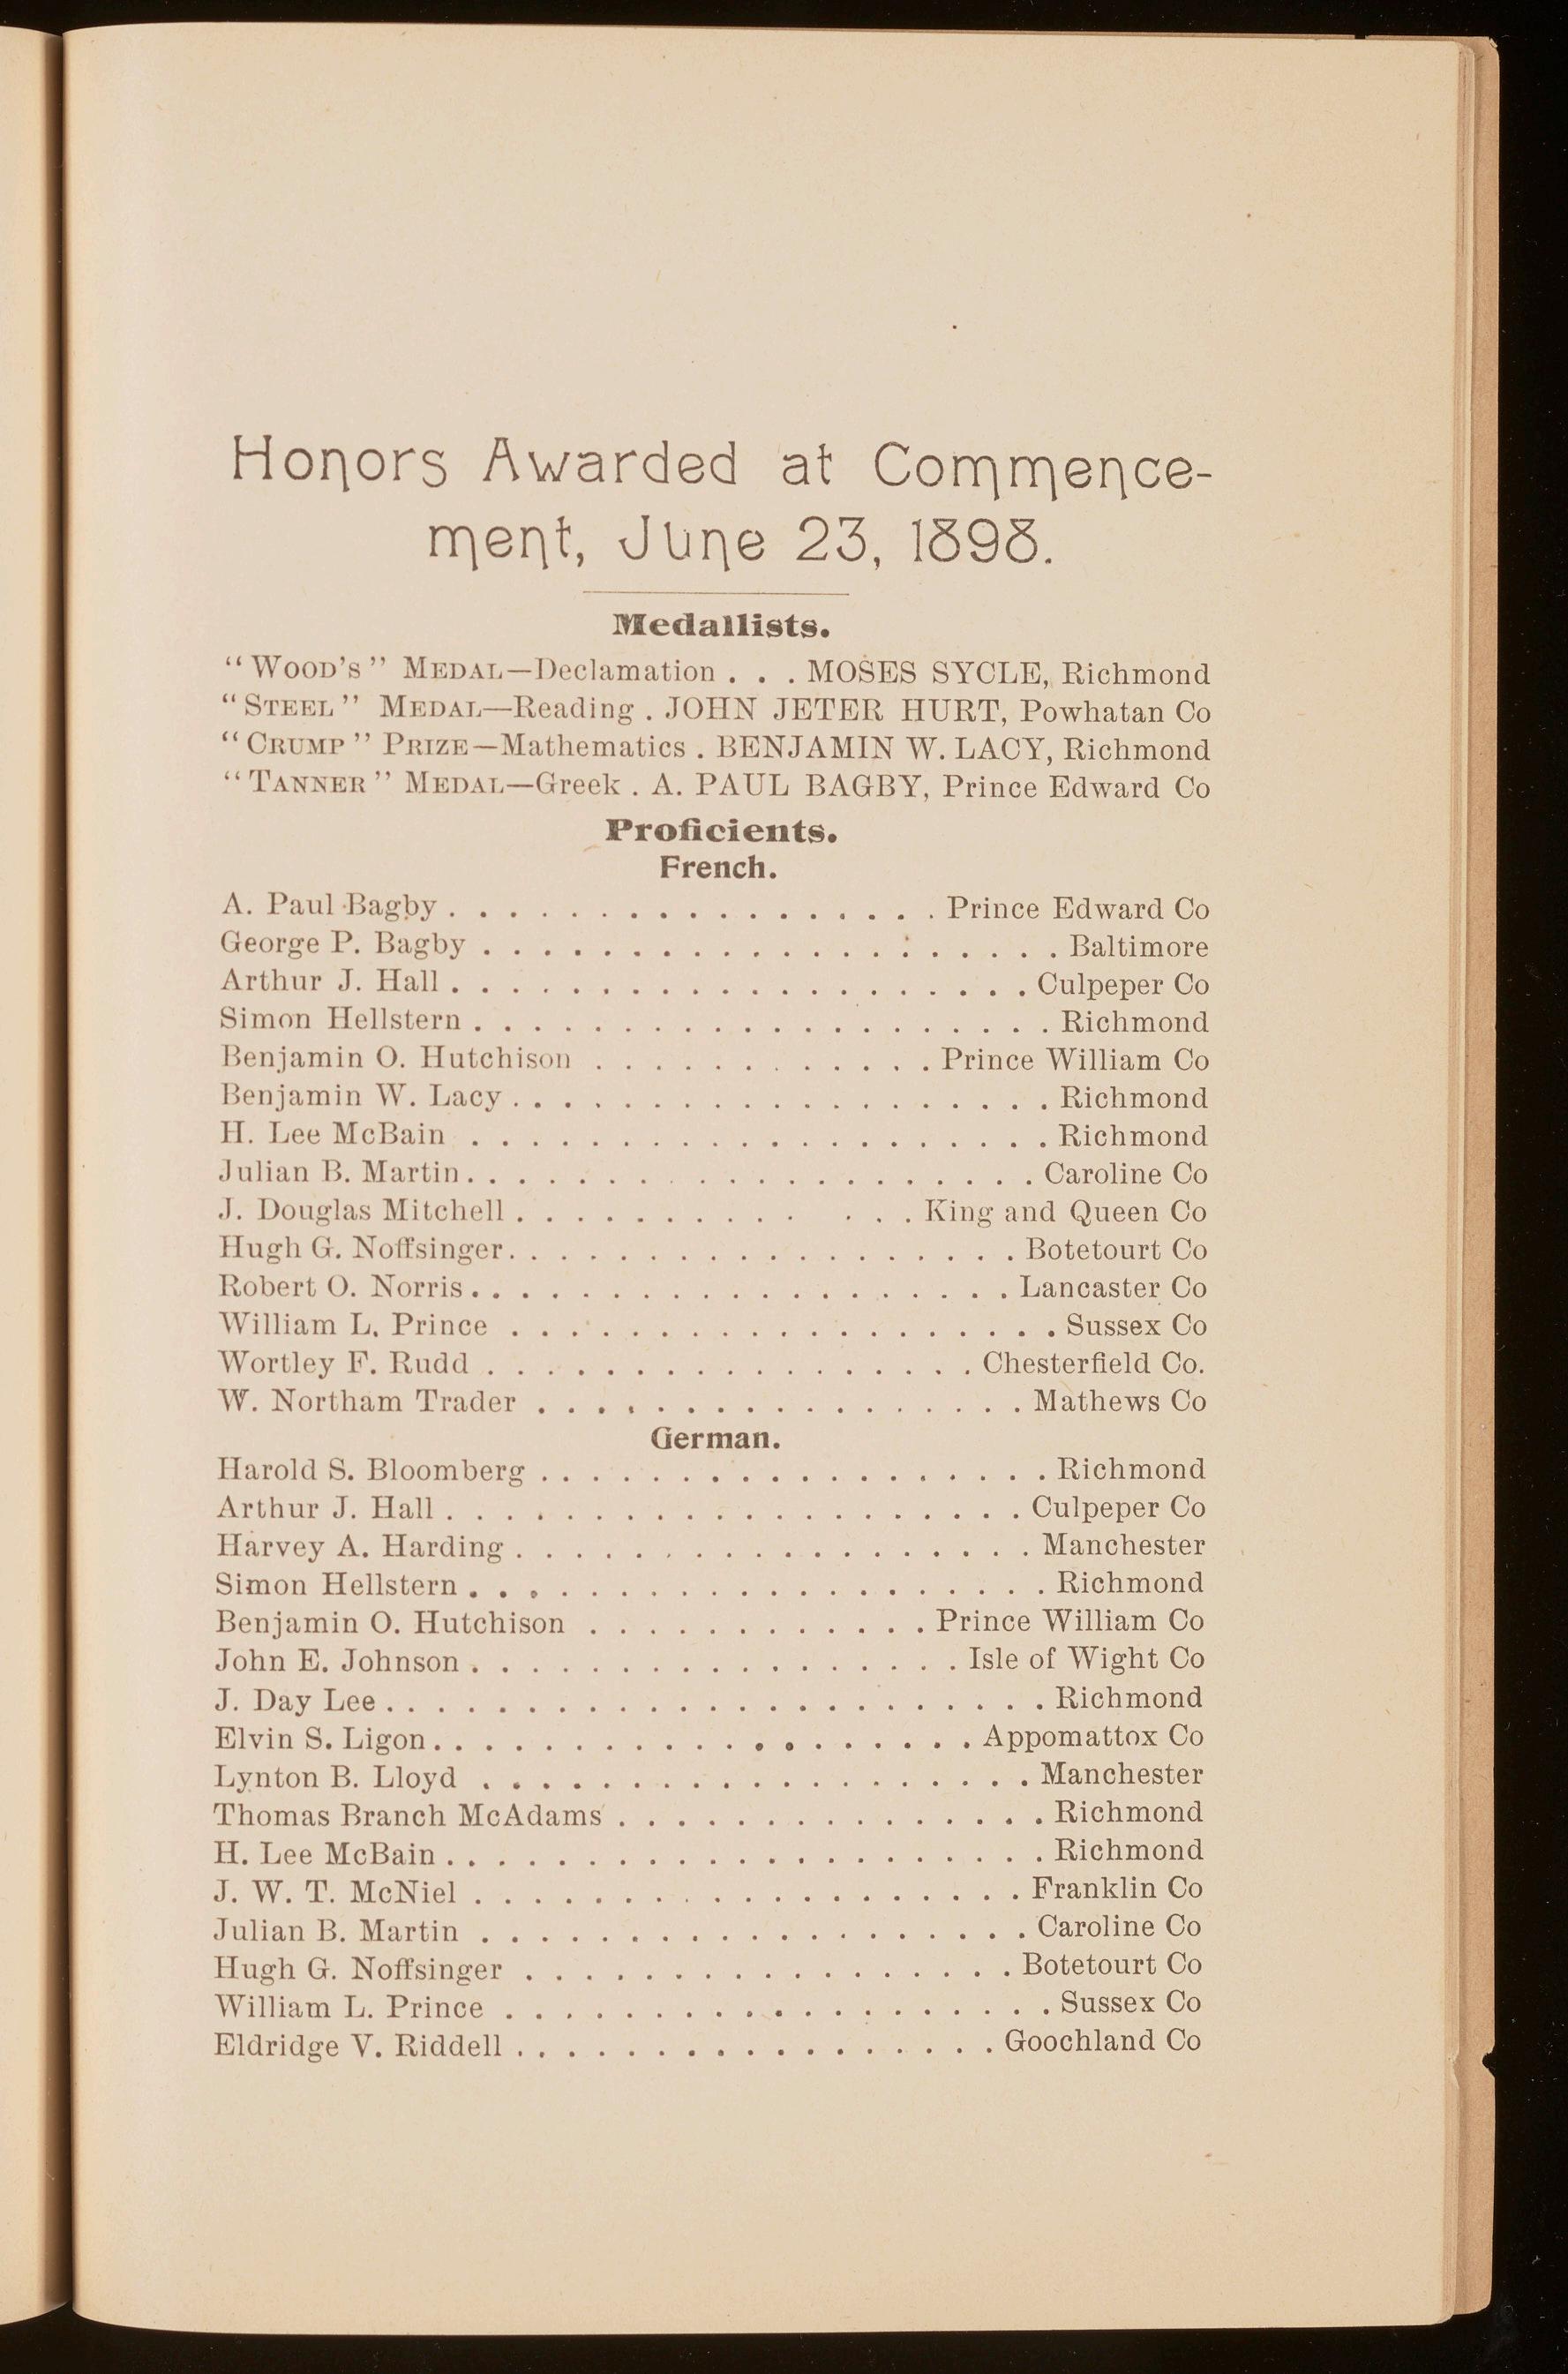 Honors Awarded at Commence-
ment, June 23, 1898.
Medallists.
“WOOD'S” MEDAL—Declamation . . . MOSES SYCLE, Richmond
“STEEL” MEDAL—Reading . JOHN JETER HURT, Powhatan Co
“CRUMP” PRIZE—Mathematics . BENJAMIN W. LACY, Richmond
“TANNER” MEDAL—Greek . A. PAUL BAGBY, Prince Edward Co
Proficients.
French.
A. Paul Bagby . . . . . . . . . . . . . . . . . Prince Edward Co
George P. Bagby . . . . . . . . . . . . . . . . . . . . Baltimore
Arthur J. Hall . . . . . . . . . . . . . . . . . . . . Culpeper Co
Simon Hellstern . . . . . . . . . . . . . . . . . . . . Richmond
Benjamin O. Hutchison . . . . . . . . . . . . Prince William Co
Benjamin W. Lacy . . . . . . . . . . . . . . . . . . . Richmond
H. Lee McBain . . . . . . . . . . . . . . . . . . . . Richmond
Julian B. Martin . . . . . . . . . . . . . . . . . . . . Caroline Co
J. Douglas Mitchell . . . . . . . . . . . . . King and Queen Co
Hugh G. Noffsinger . . . . . . . . . . . . . . . . . . Botetourt Co
Robert O. Norris . . . . . . . . . . . . . . . . . . . Lancaster Co
William L. Prince . . . . . . . . . . . . . . . . . . . Sussex Co
Wortley F. Rudd . . . . . . . . . . . . . . . . . Chesterfield Co.
W. Northam Trader . . . . . . . . . . . . . . . . . Mathews Co
German.
Harold S. Bloomberg . . . . . . . . . . . . . . . . . . Richmond
Arthur J. Hall . . . . . . . . . . . . . . . . . . . . Culpeper Co
Harvey A. Harding . . . . . . . . . . . . . . . . . . Manchester
Simon Hellstern . . . . . . . . . . . . . . . . . . . . Richmond
Benjamin O. Hutchison . . . . . . . . . . . . Prince William Co
John E. Johnson . . . . . . . . . . . . . . . . . Isle of Wight Co
J. Day Lee . . . . . . . . . . . . . . . . . . . . . . . Richmond
Elvin S. Ligon . . . . . . . . . . . . . . . . . . . Appomattox Co
Lynton B. Lloyd . . . . . . . . . . . . . . . . . . . Manchester
Thomas Branch McAdams . . . . . . . . . . . . . . . Richmond
H. Lee McBain . . . . . . . . . . . . . . . . . . . . . Richmond
J. W. T. McNiel . . . . . . . . . . . . . . . . . . . Franklin Co
Julian B. Martin . . . . . . . . . . . . . . . . . . . Caroline Co
Hugh G. Noffsinger . . . . . . . . . . . . . . . . . Botetourt Co
William L. Prince . . . . . . . . . . . . . . . . . . . Sussex Co
Eldridge V. Riddell . . . . . . . . . . . . . . . . . Goochland Co